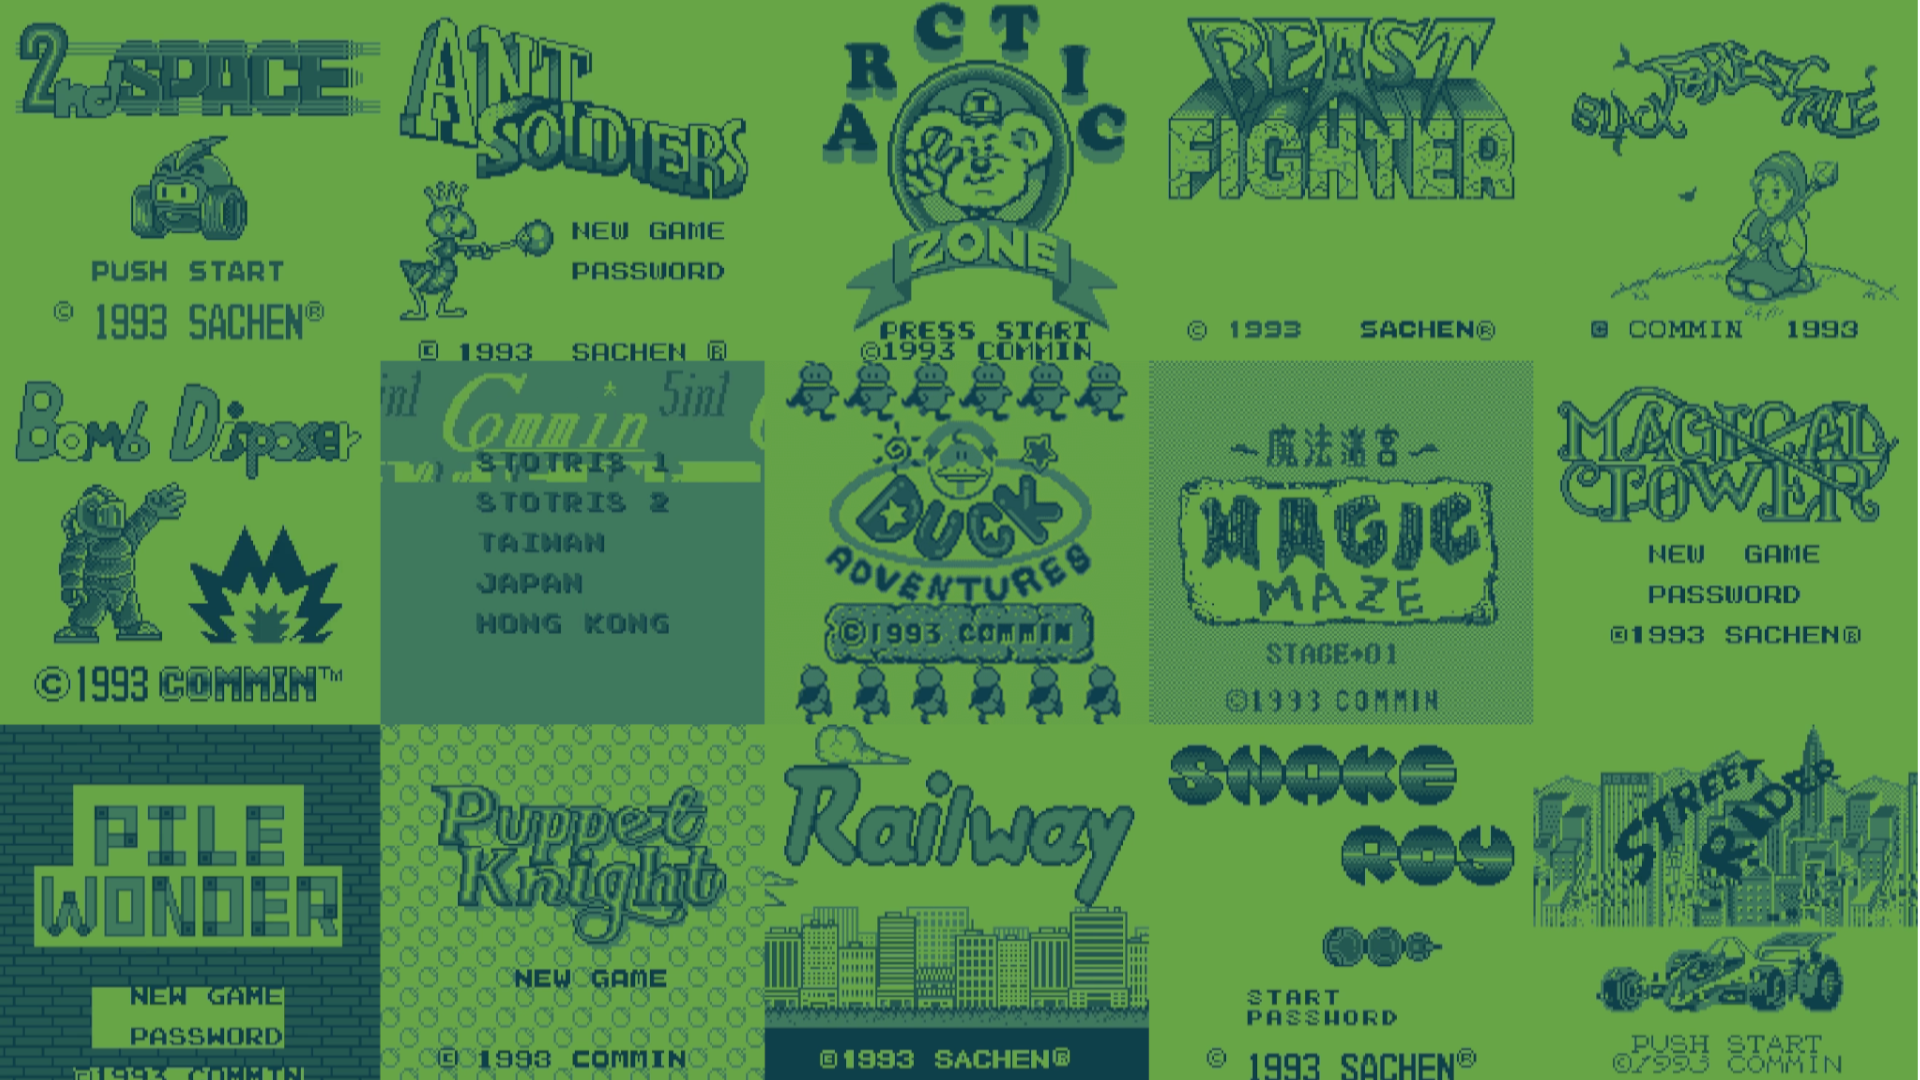 2nd SPACE
PUSH START
© 1993 SACHEN®
ANT
SOLDIERS
NEW GAME
PASSWORD
© 1993 SACHEN ®
ARCTIC
ZONE
PRESS START
©1993 COMMIN
BEAST
FIGHTER
© 1993 SACHEN®
BLACK FOREST TALE
© COMMIN 1993
Bomb Disposer
©1993 COMMIN™
in1 Commin 5in1
STOTRIS 1
STOTRIS 2
TAIWAN
JAPAN
HONG KONG
DUCK
ADVENTURES
©1993 COMMIN
~魔法迷宮~
MAGIC
MAZE
STAGE→01
©1993 COMMIN
MAGICAL
TOWER
NEW GAME
PASSWORD
©1993 SACHEN®
PILE
WONDER
NEW GAME
PASSWORD
©1993 COMMIN
Puppet
Knight
NEW GAME
© 1993 COMMIN
Railway
©1993 SACHEN®
SNAKE
ROY
START
PASSWORD
© 1993 SACHEN®
HOTEL
STREET
RIDER
PUSH START
©1993 COMMIN